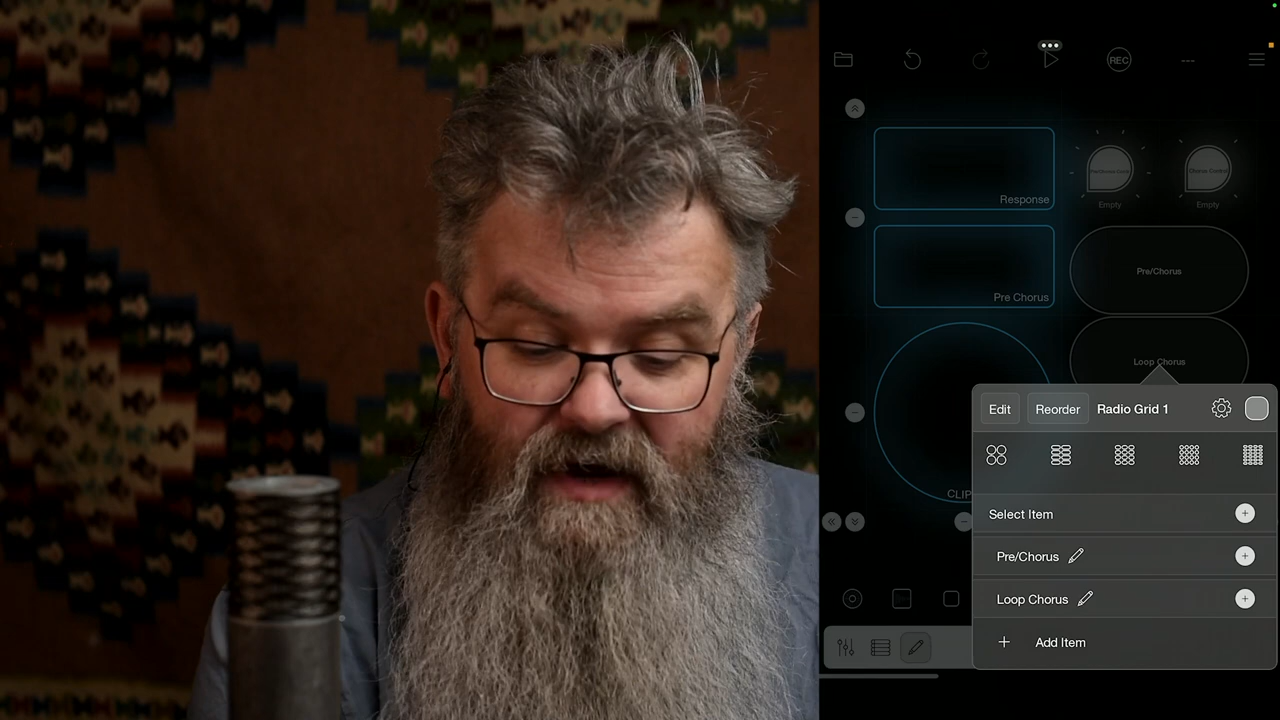 REC
---
Response
Empty
Empty
Pre Chorus
Pre/Chorus
Loop Chorus
Edit
Reorder
Radio Grid 1
CLIP
Select Item
Pre/Chorus
Loop Chorus
Add Item